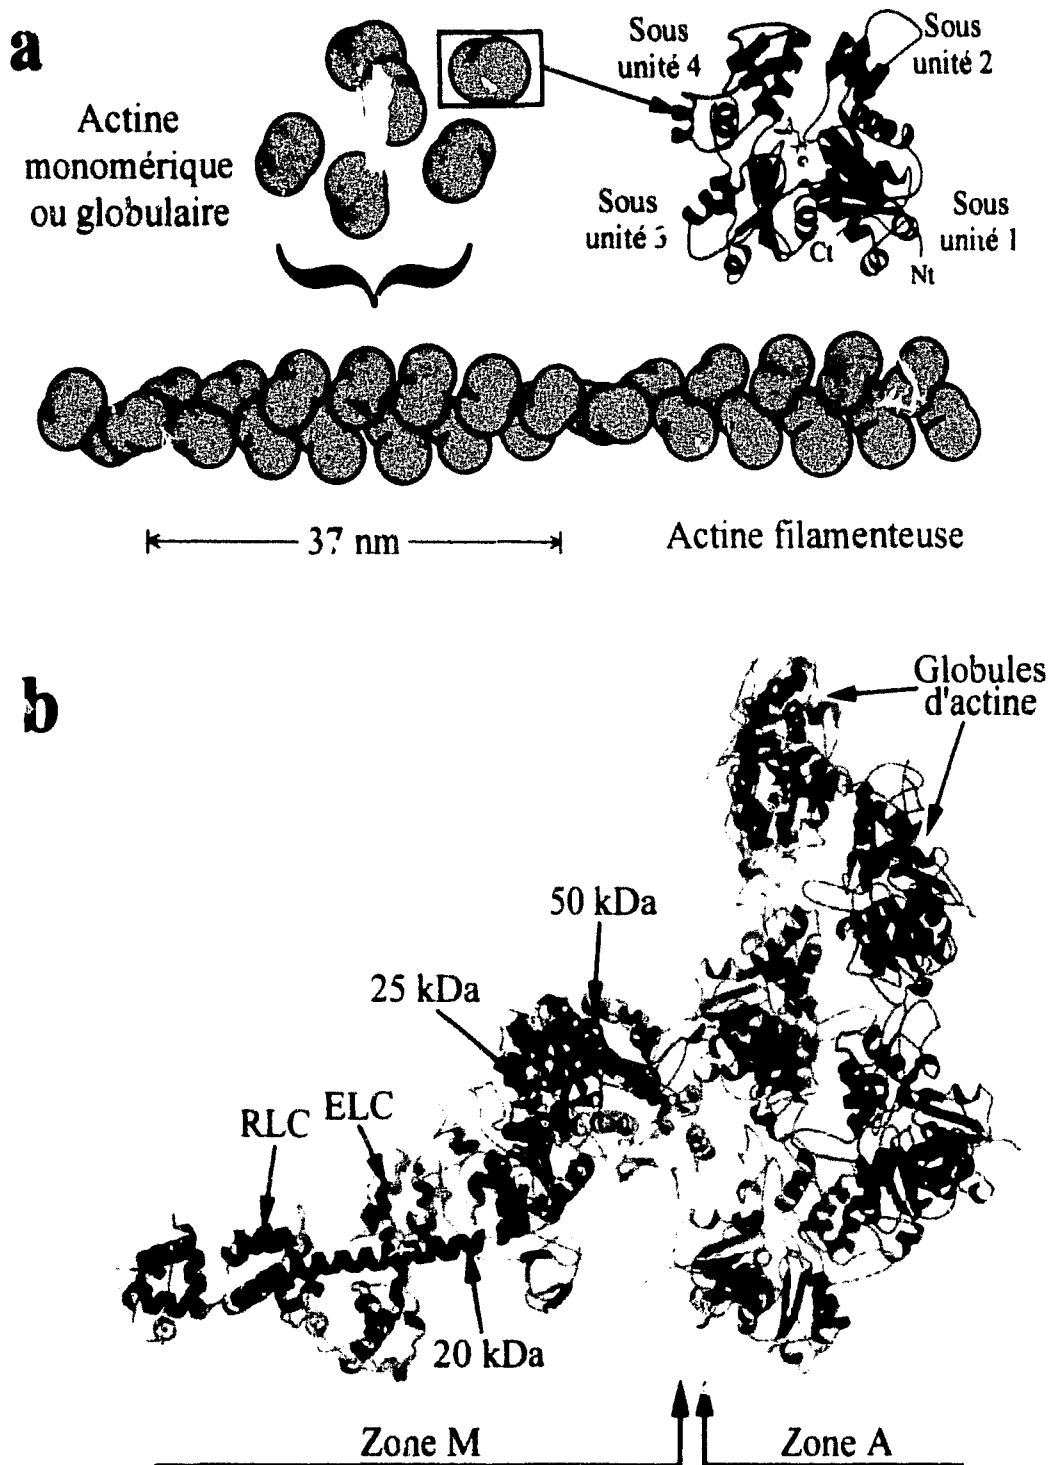 a
Actine
monomérique
ou globulaire
Sous
unité 4
Sous
unité 2
Sous
unité 3
Sous
unité 1
Ct
Nt
37 nm
Actine filamenteuse
b
Globules
d'actine
50 kDa
25 kDa
RLC
ELC
20 kDa
Zone M
Zone A